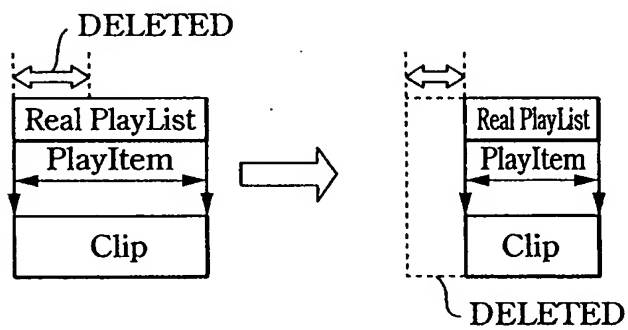 DELETED
Real PlayList
PlayItem
Clip
Real PlayList
PlayItem
Clip
DELETED